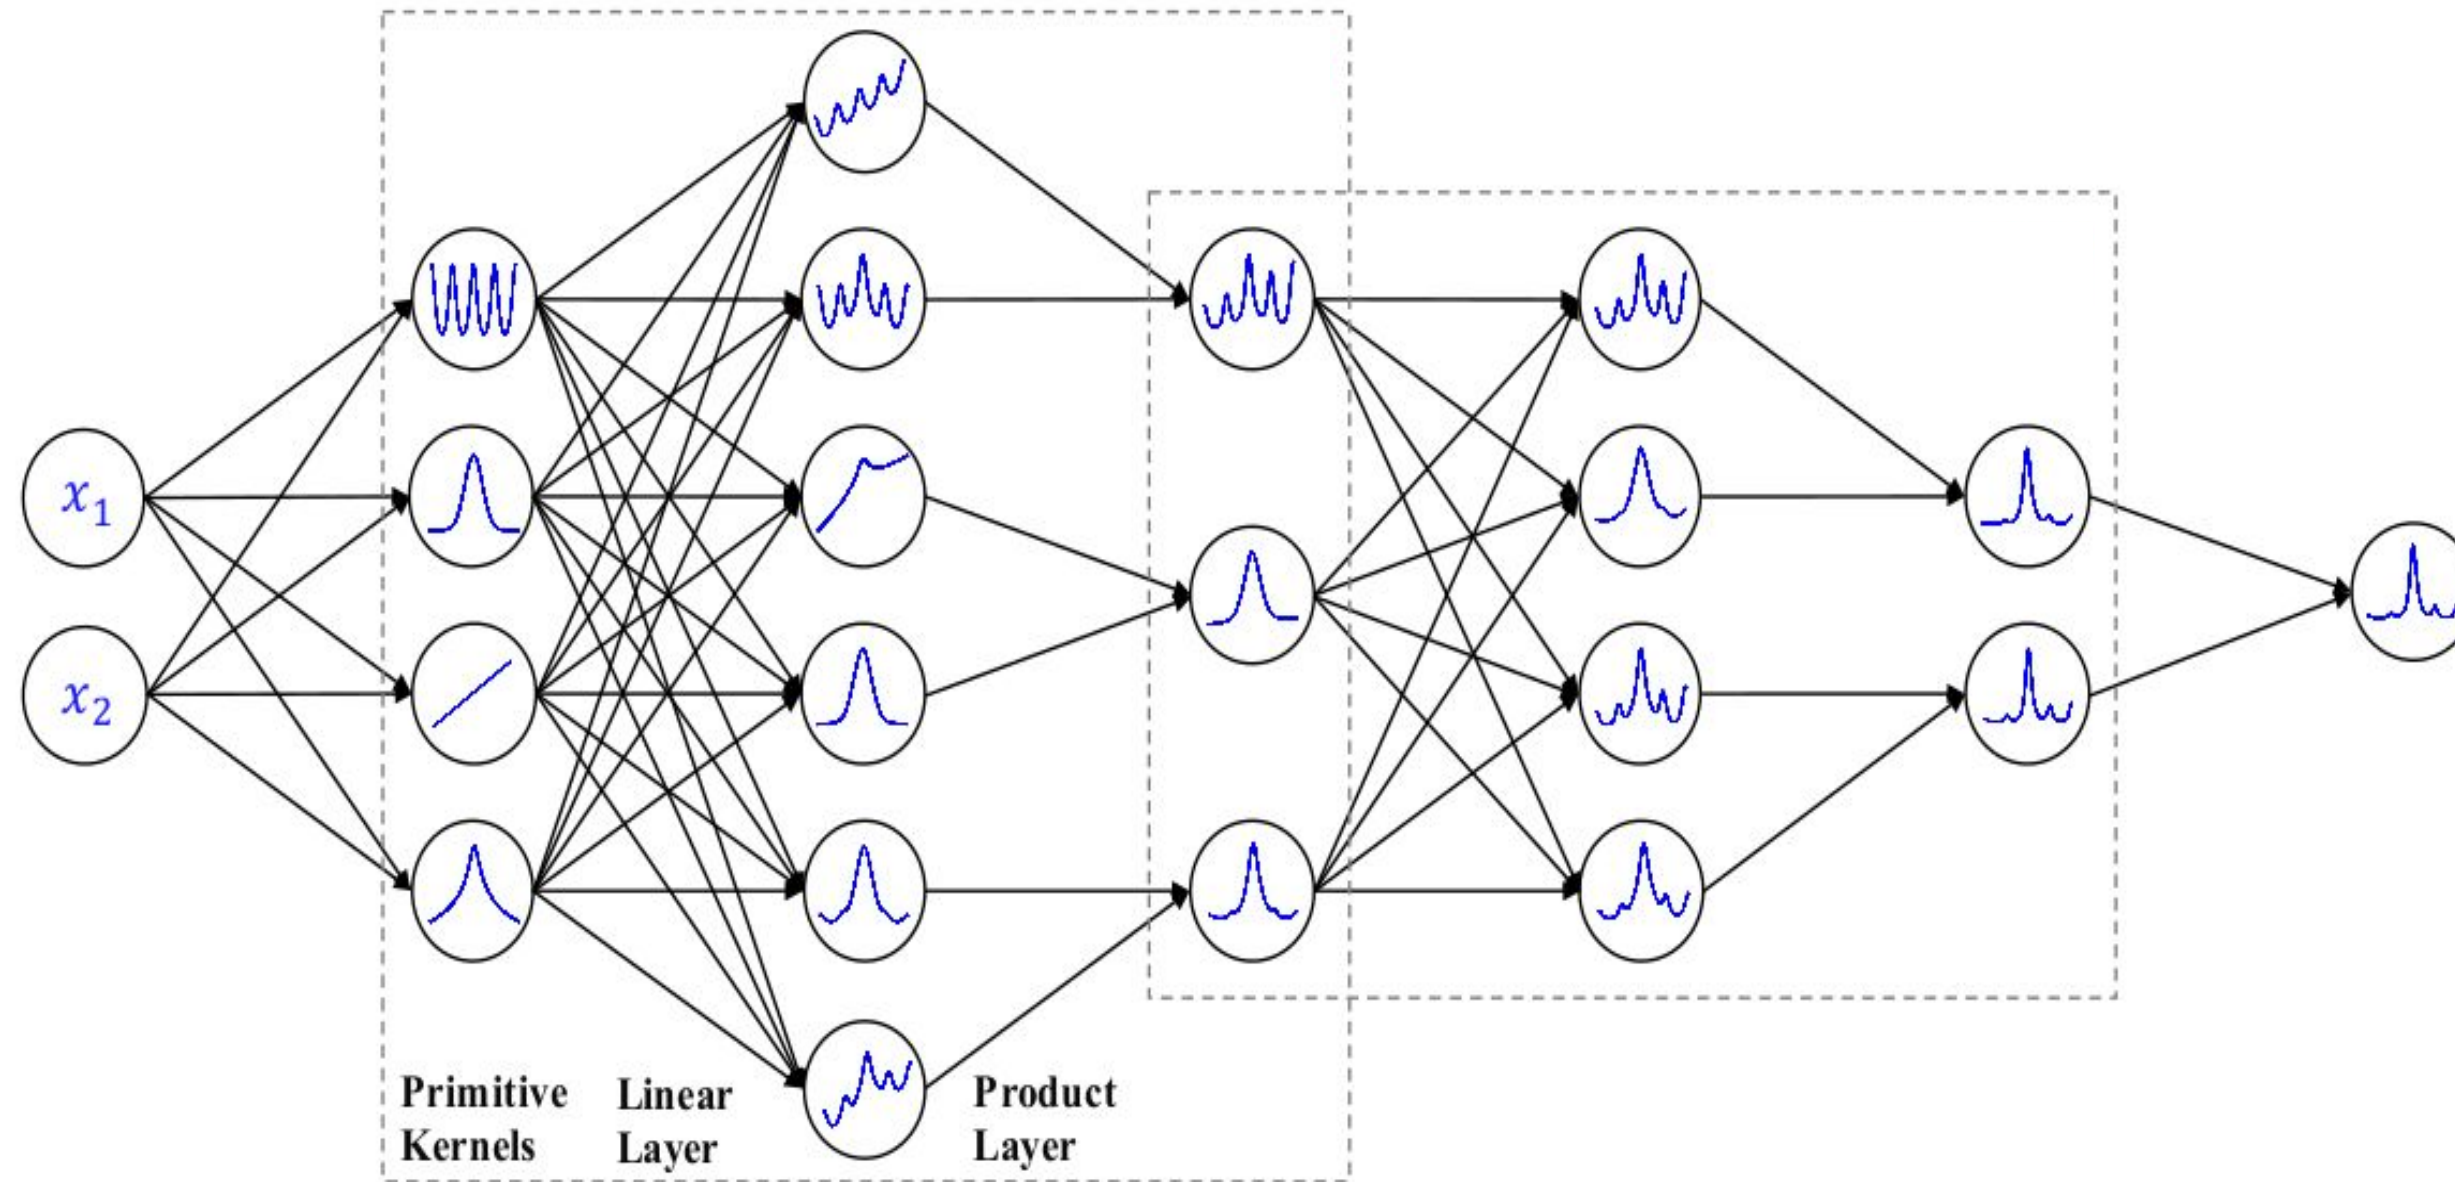 x₁
x₂
Primitive
Kernels
Linear
Layer
Product
Layer